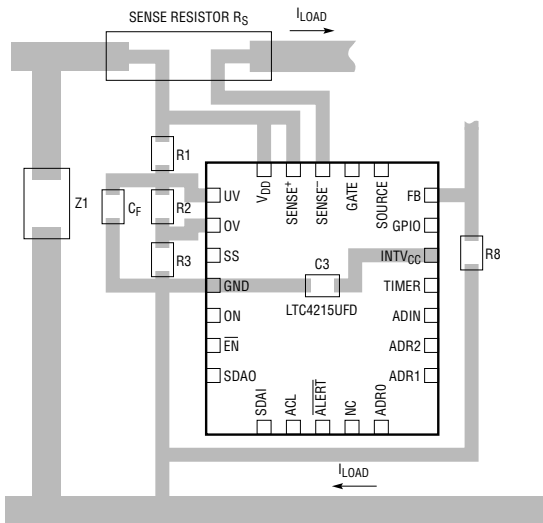 SENSE RESISTOR RS
ILOAD
R1
Z1
CF
R2
R3
UV
OV
SS
GND
ON
EN
SDAO
VDD
SENSE+
SENSE−
GATE
SOURCE
FB
GPIO
INTVCC
TIMER
ADIN
ADR2
ADR1
R8
C3
LTC4215UFD
SDAI
ACL
ALERT
NC
ADR0
ILOAD